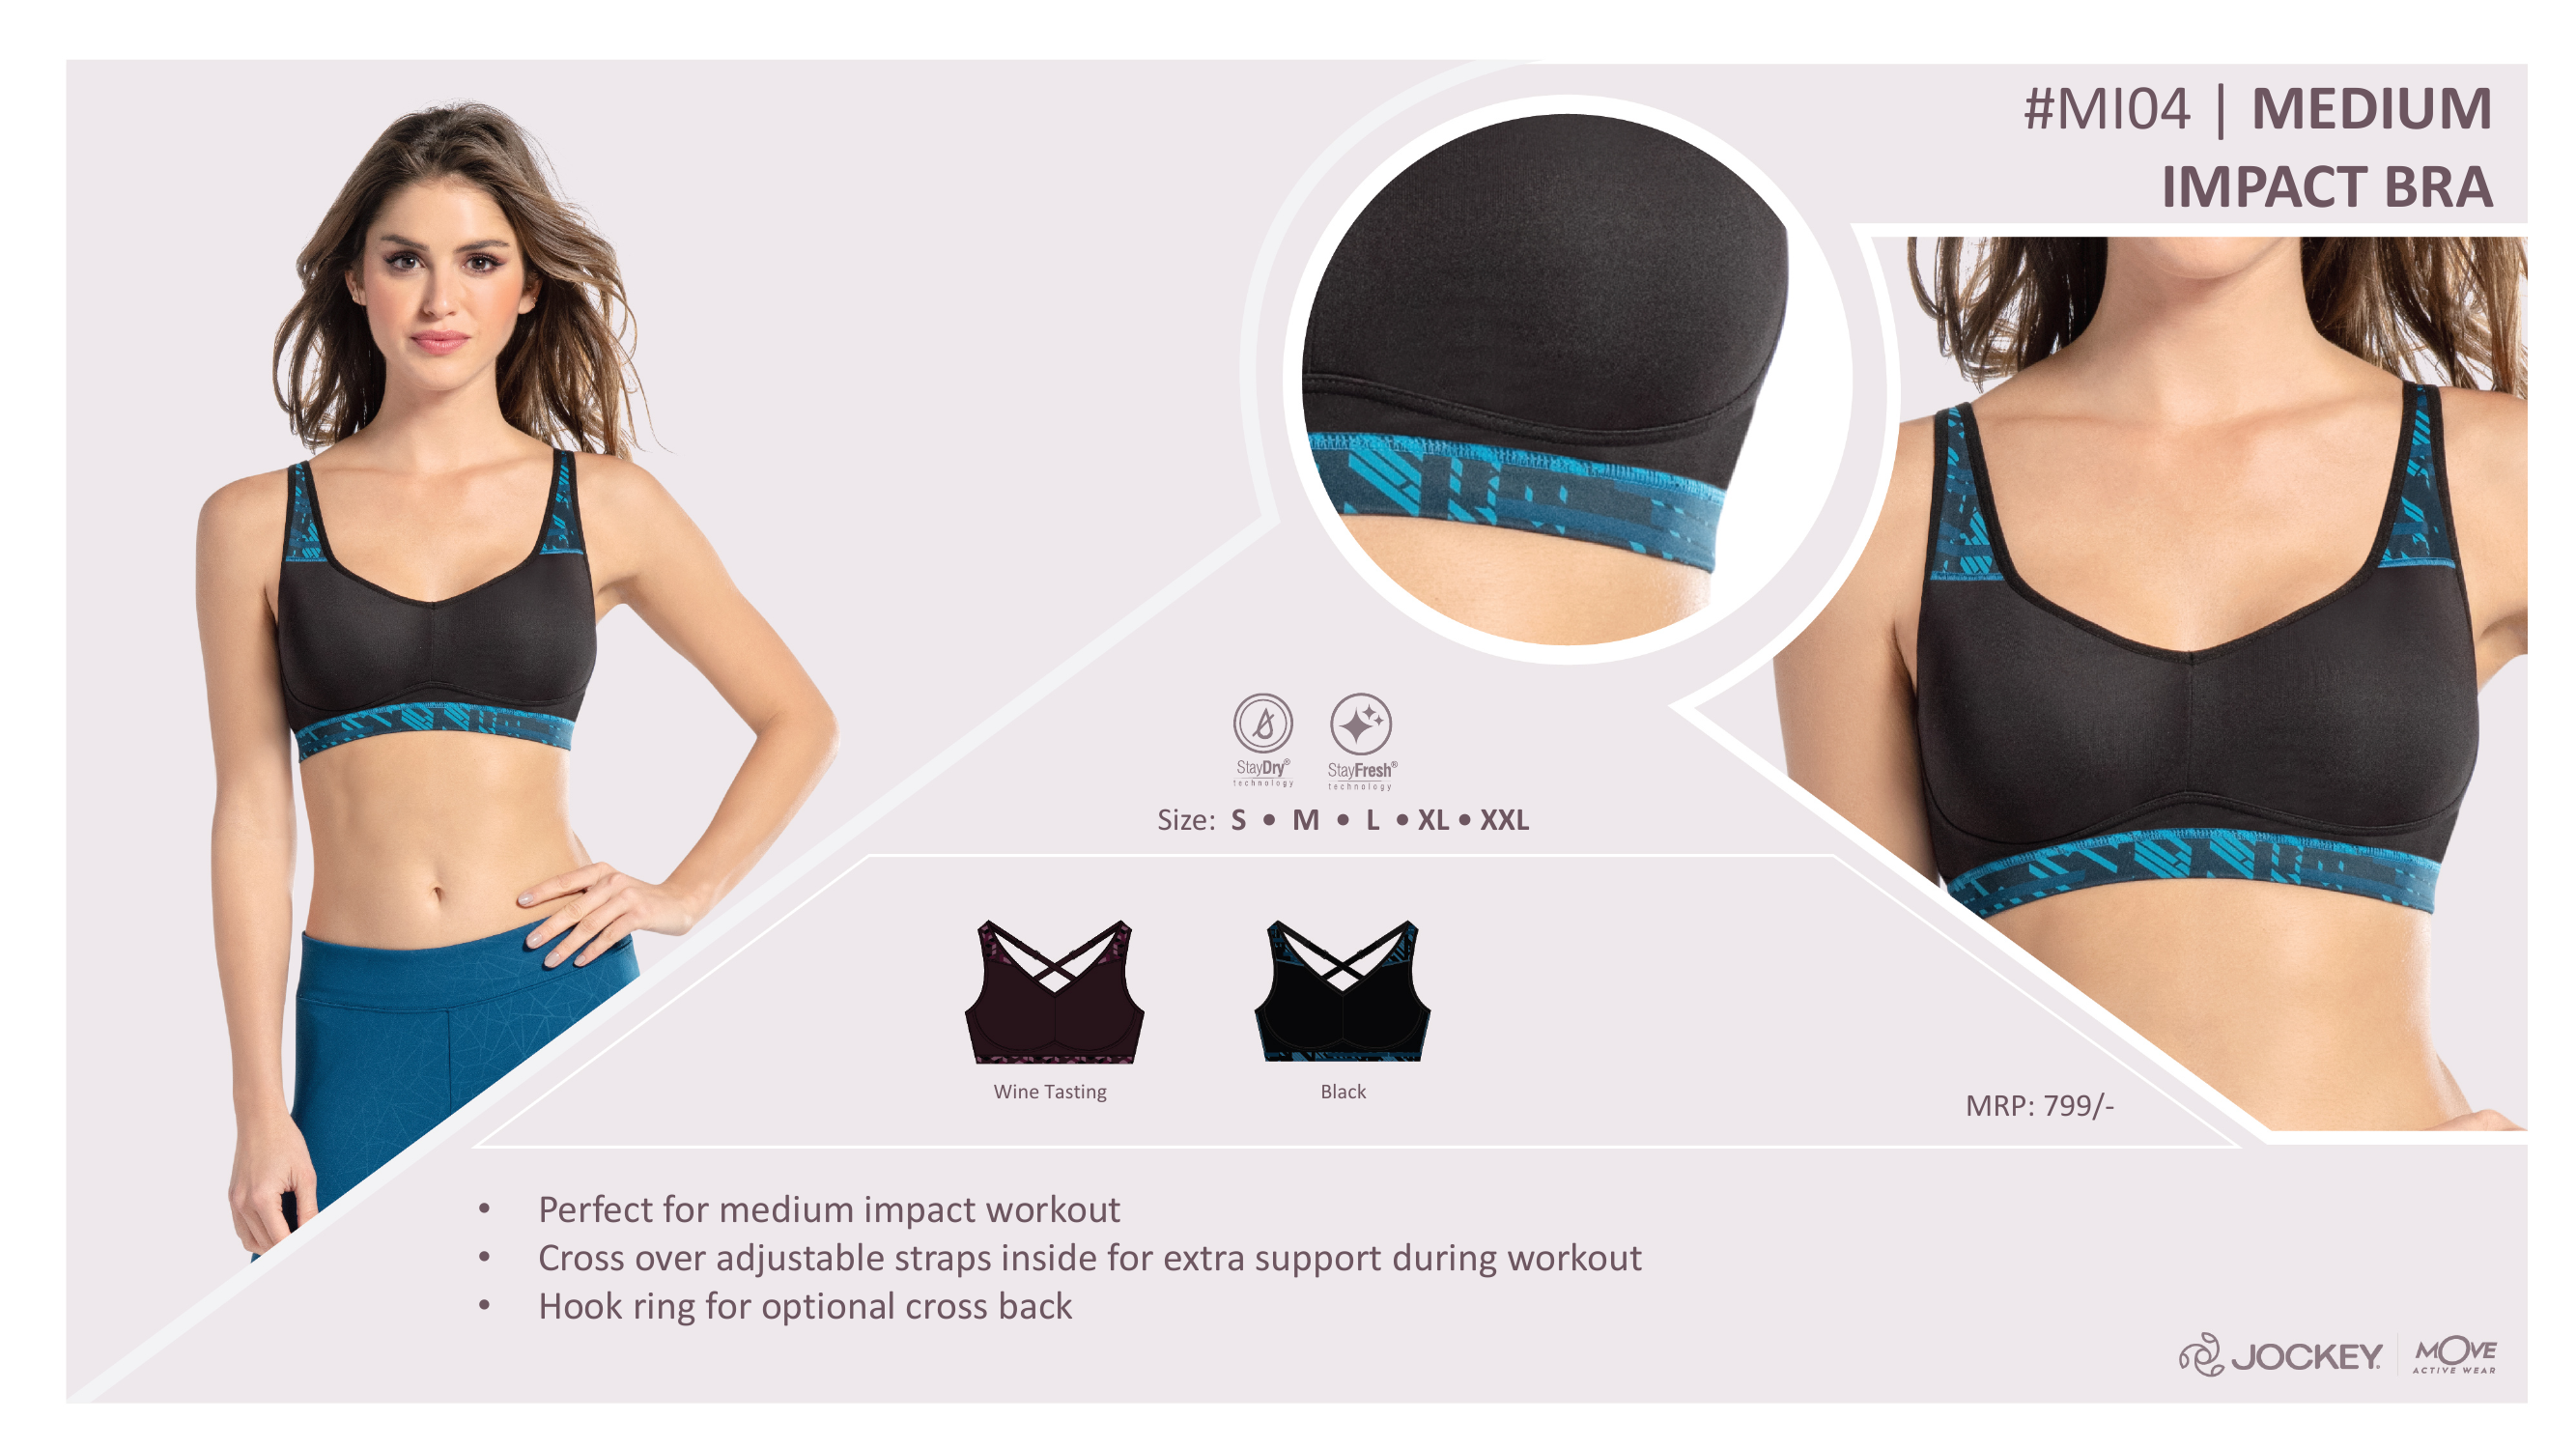 #MI04 | MEDIUM
IMPACT BRA
StayDry®
technology
StayFresh®
technology
Size: S • M • L • XL • XXL
Wine Tasting
Black
MRP: 799/-
• Perfect for medium impact workout
• Cross over adjustable straps inside for extra support during workout
• Hook ring for optional cross back
JOCKEY®
MOVE
ACTIVE WEAR